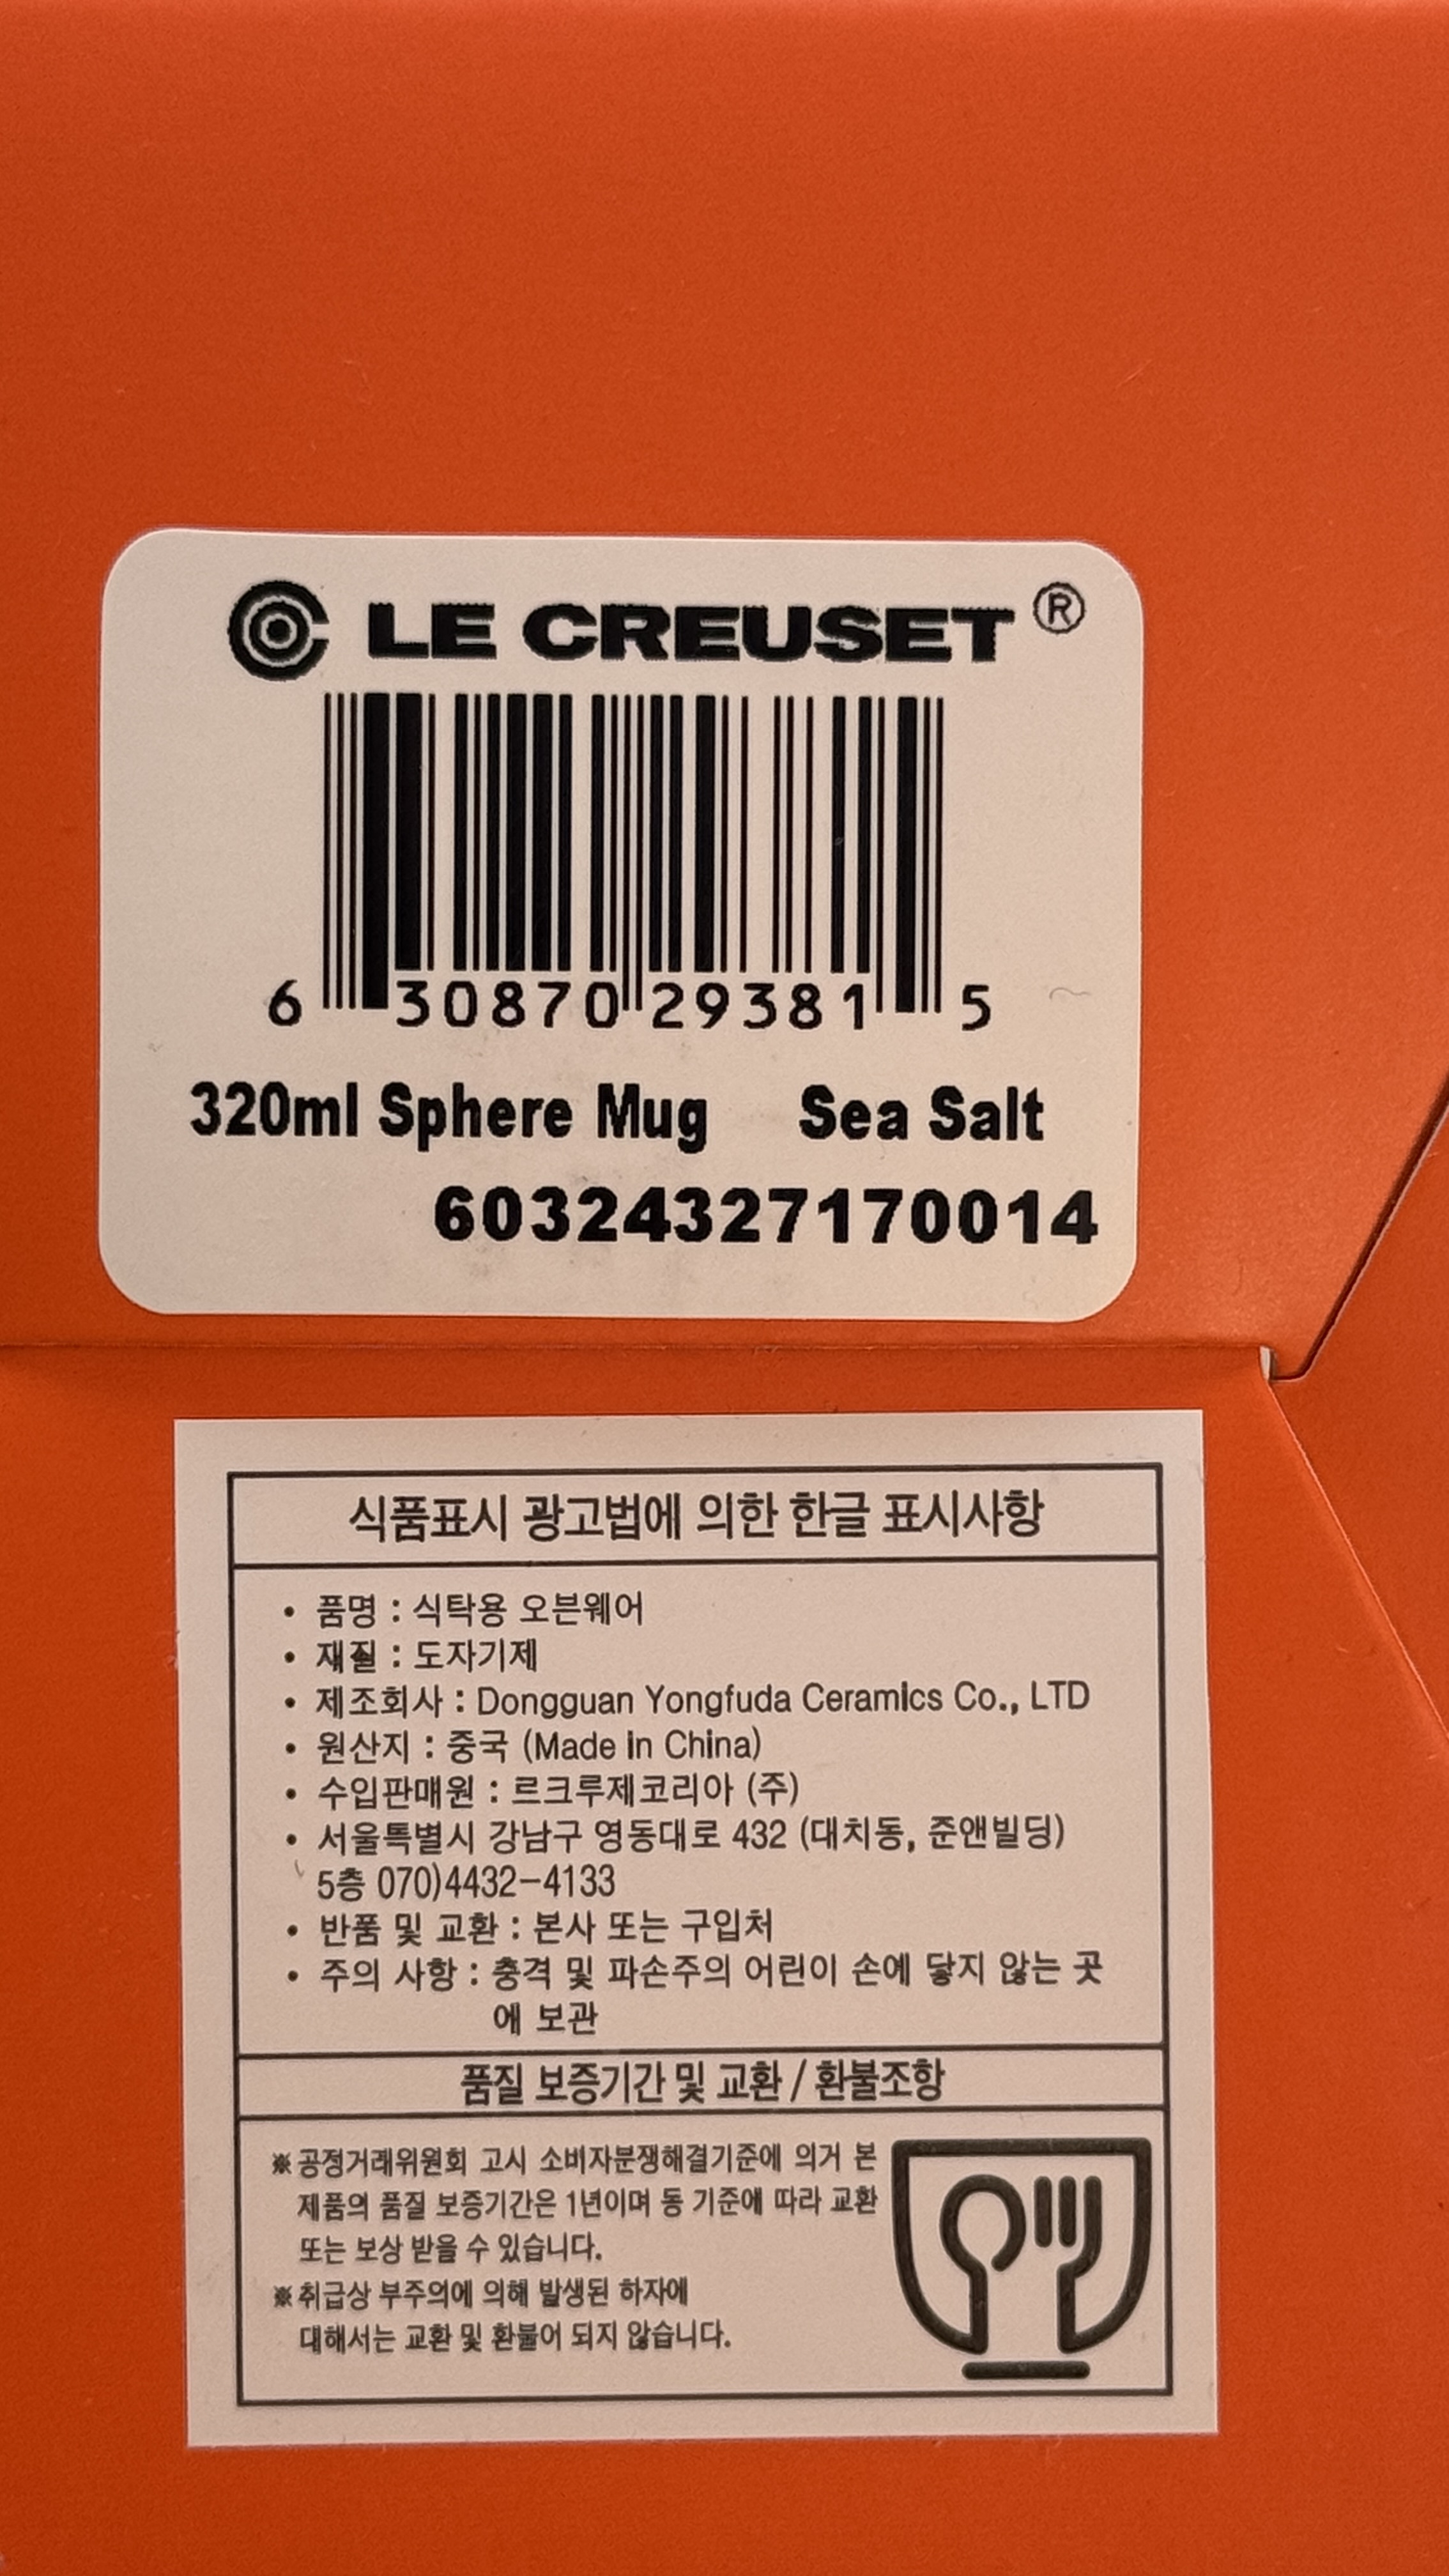 LE CREUSET ®
6 30870 29381 5
320ml Sphere Mug Sea Salt
60324327170014
식품표시 광고법에 의한 한글 표시사항
• 품명 : 식탁용 오븐웨어
• 재질 : 도자기제
• 제조회사 : Dongguan Yongfuda Ceramics Co., LTD
• 원산지 : 중국 (Made in China)
• 수입판매원 : 르크루제코리아 (주)
• 서울특별시 강남구 영동대로 432 (대치동, 준앤빌딩)
5층 070)4432-4133
• 반품 및 교환 : 본사 또는 구입처
• 주의 사항 : 충격 및 파손주의 어린이 손에 닿지 않는 곳
에 보관
품질 보증기간 및 교환 / 환불조항
※ 공정거래위원회 고시 소비자분쟁해결기준에 의거 본
제품의 품질 보증기간은 1년이며 동 기준에 따라 교환
또는 보상 받을 수 있습니다.
※ 취급상 부주의에 의해 발생된 하자에
대해서는 교환 및 환불이 되지 않습니다.